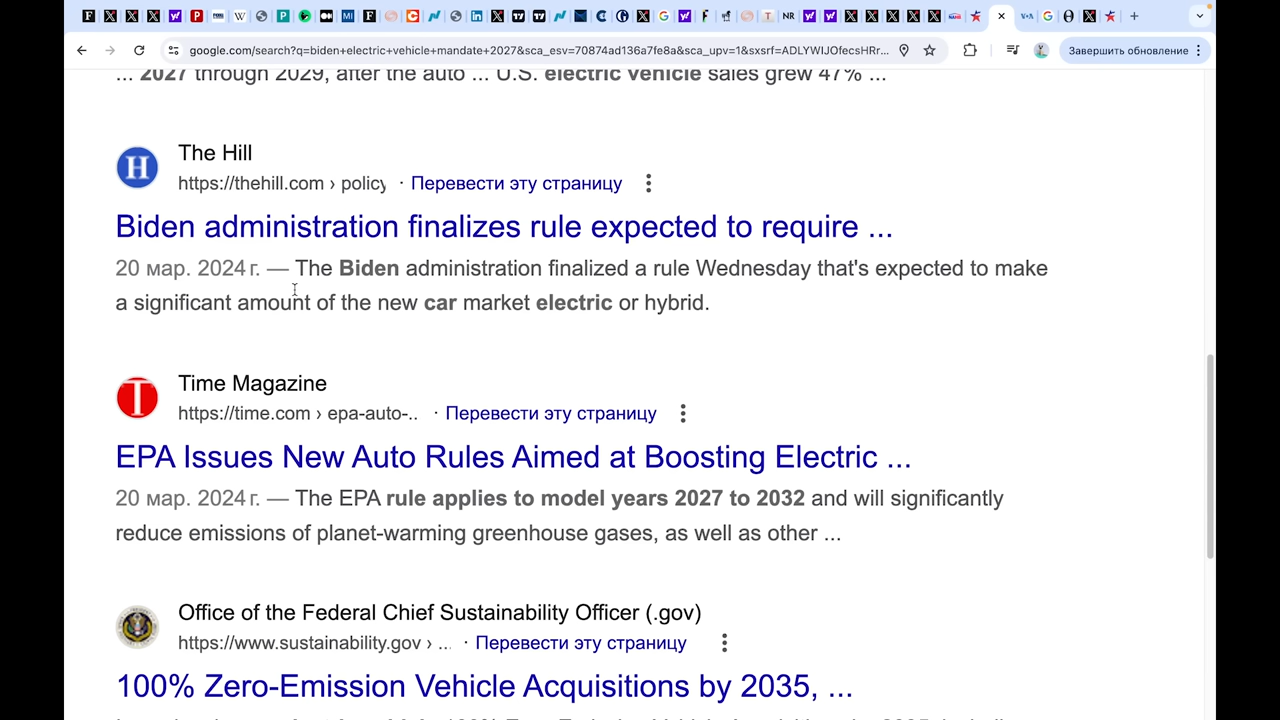 google.com/search?q=biden+electric+vehicle+mandate+2027&sca_esv=70874ad136a7fe8a&sca_upv=1&sxsrf=ADLYWIJOfecsHRr...
Завершить обновление
... 2027 through 2029, after the auto ... U.S. electric vehicle sales grew 47% ...
The Hill
https://thehill.com › policy · Перевести эту страницу
Biden administration finalizes rule expected to require ...
20 мар. 2024 г. — The Biden administration finalized a rule Wednesday that's expected to make
a significant amount of the new car market electric or hybrid.
Time Magazine
https://time.com › epa-auto-.. · Перевести эту страницу
EPA Issues New Auto Rules Aimed at Boosting Electric ...
20 мар. 2024 г. — The EPA rule applies to model years 2027 to 2032 and will significantly
reduce emissions of planet-warming greenhouse gases, as well as other ...
Office of the Federal Chief Sustainability Officer (.gov)
https://www.sustainability.gov › ... · Перевести эту страницу
100% Zero-Emission Vehicle Acquisitions by 2035, ...